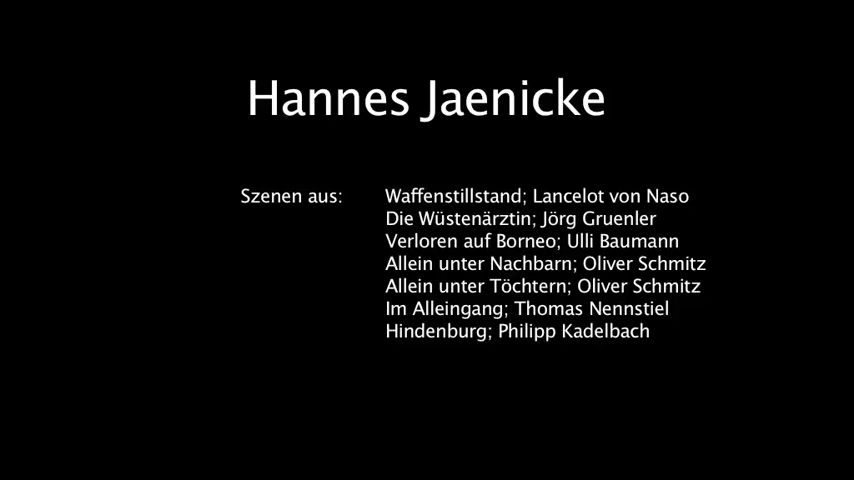 Hannes Jaenicke
Szenen aus: Waffenstillstand; Lancelot von Naso
Die Wüstenärztin; Jörg Gruenler
Verloren auf Borneo; Ulli Baumann
Allein unter Nachbarn; Oliver Schmitz
Allein unter Töchtern; Oliver Schmitz
Im Alleingang; Thomas Nennstiel
Hindenburg; Philipp Kadelbach